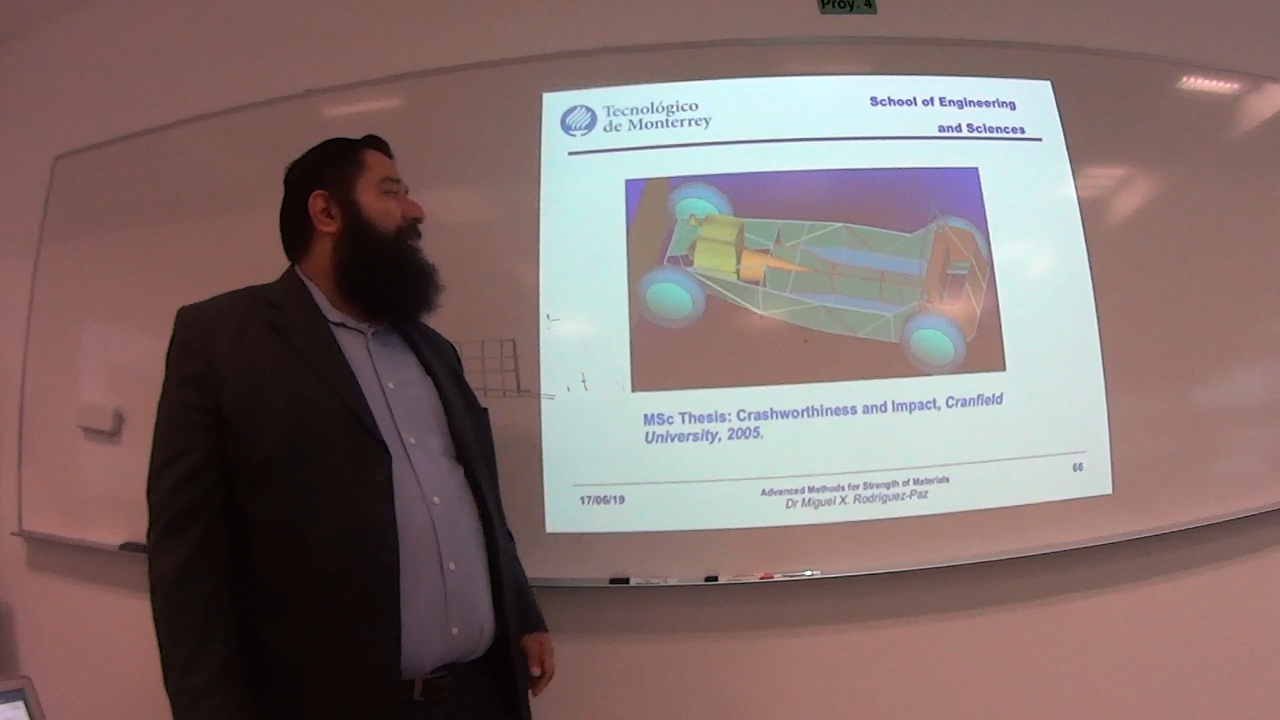 Proy. 4
Tecnológico
de Monterrey
School of Engineering
and Sciences
MSc Thesis: Crashworthiness and Impact, Cranfield
University, 2005.
17/06/19
Advanced Methods for Strength of Materials
Dr Miguel X. Rodríguez-Paz
66